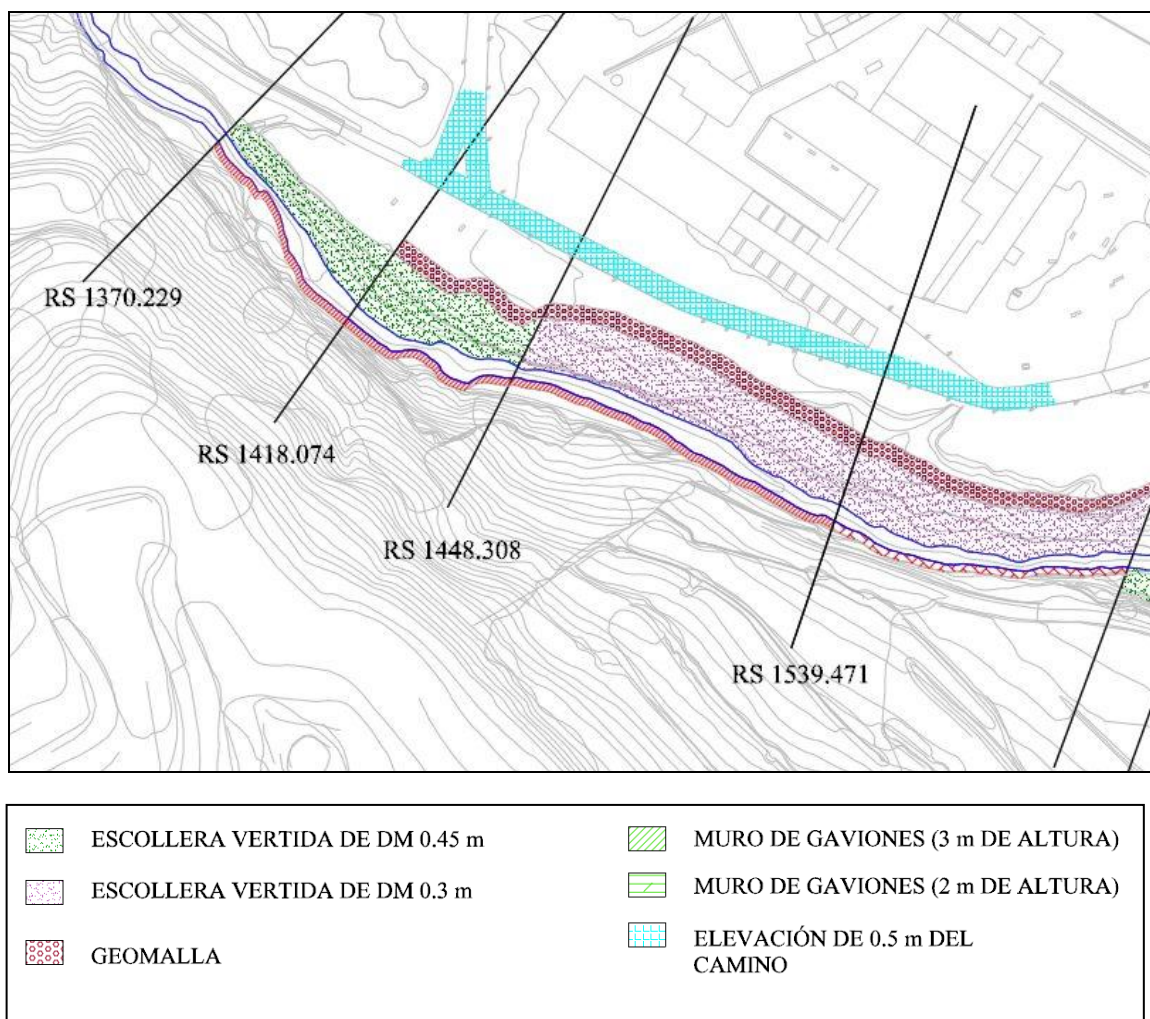 RS 1370.229
RS 1418.074
RS 1448.308
RS 1539.471
ESCOLLERA VERTIDA DE DM 0.45 m
ESCOLLERA VERTIDA DE DM 0.3 m
GEOMALLA
MURO DE GAVIONES (3 m DE ALTURA)
MURO DE GAVIONES (2 m DE ALTURA)
ELEVACIÓN DE 0.5 m DEL
CAMINO